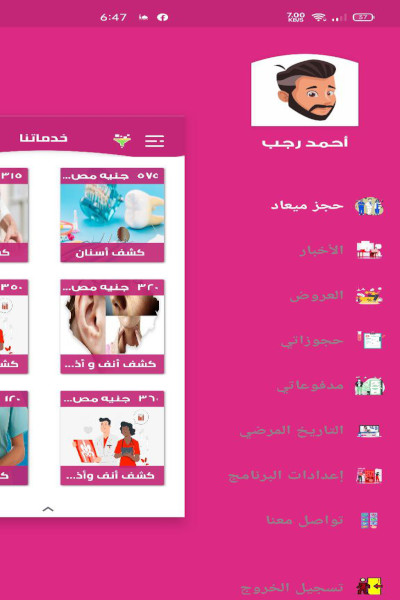 6:47
7.00
KB/S
87
أحمد رجب
حجز ميعاد
الأخبار
العروض
حجوزاتي
مدفوعاتي
التاريخ المرضي
إعدادات البرنامج
تواصل معنا
تسجيل الخروج
خدماتنا
٥٧٥ جنيه مص...
كشف أسنان
٣١٥
٣٢٠ جنيه مص...
كشف أنف و أذ...
٣٥٠
كش
٣٦٠ جنيه مص...
كشف أنف وأذ...
١٢٠
ك